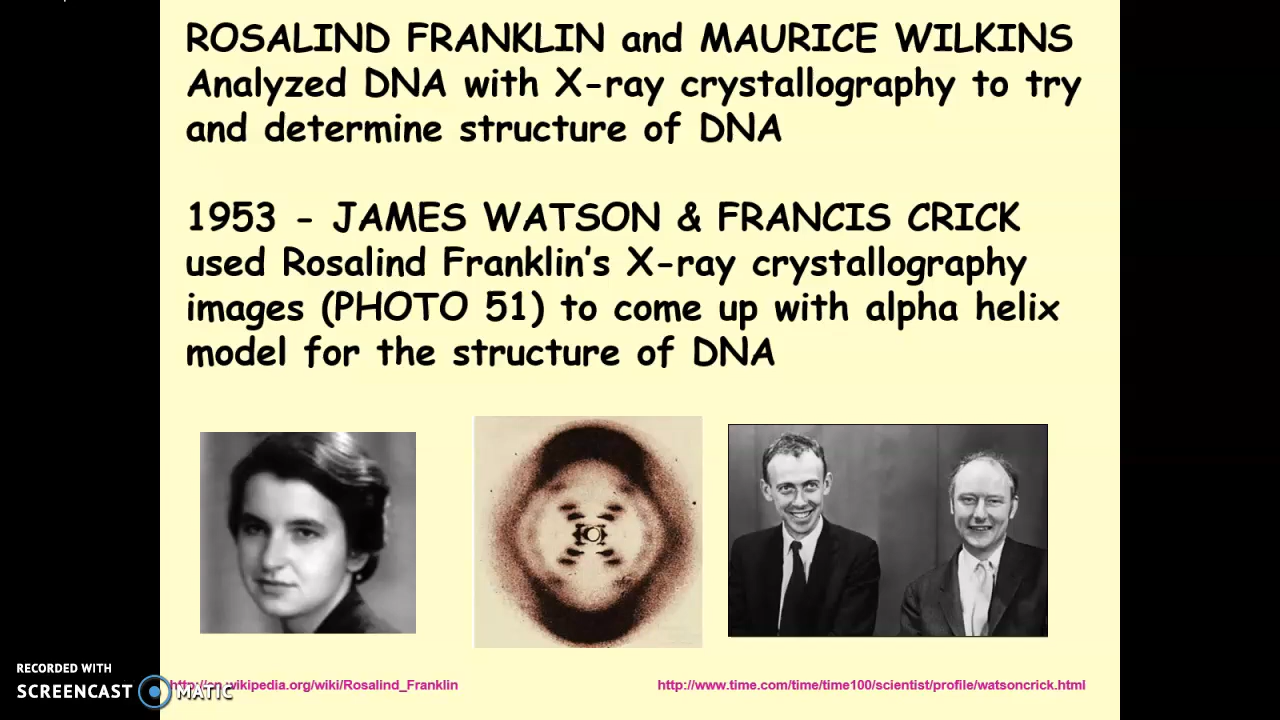 ROSALIND FRANKLIN and MAURICE WILKINS
Analyzed DNA with X-ray crystallography to try
and determine structure of DNA
1953 - JAMES WATSON & FRANCIS CRICK
used Rosalind Franklin's X-ray crystallography
images (PHOTO 51) to come up with alpha helix
model for the structure of DNA
RECORDED WITH
SCREENCAST MATIC
http://en.wikipedia.org/wiki/Rosalind_Franklin
http://www.time.com/time/time100/scientist/profile/watsoncrick.html